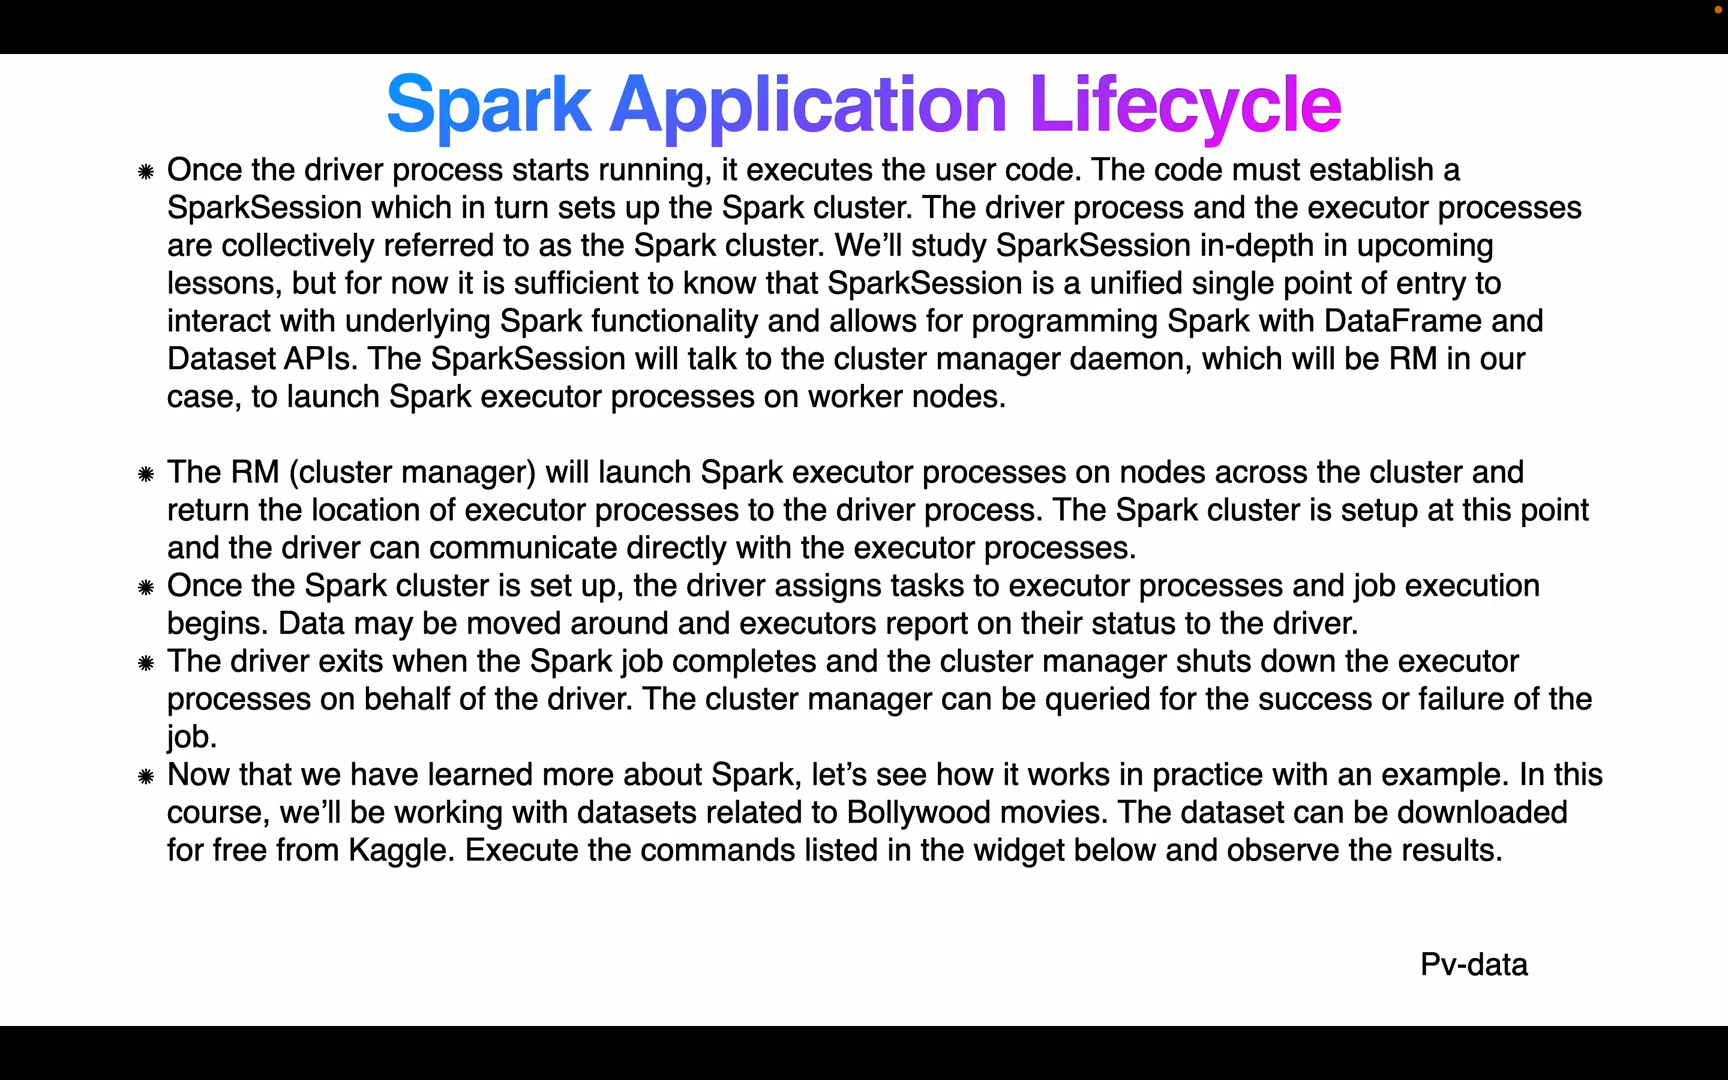 Spark Application Lifecycle
Once the driver process starts running, it executes the user code. The code must establish a
SparkSession which in turn sets up the Spark cluster. The driver process and the executor processes
are collectively referred to as the Spark cluster. We’ll study SparkSession in-depth in upcoming
lessons, but for now it is sufficient to know that SparkSession is a unified single point of entry to
interact with underlying Spark functionality and allows for programming Spark with DataFrame and
Dataset APIs. The SparkSession will talk to the cluster manager daemon, which will be RM in our
case, to launch Spark executor processes on worker nodes.
The RM (cluster manager) will launch Spark executor processes on nodes across the cluster and
return the location of executor processes to the driver process. The Spark cluster is setup at this point
and the driver can communicate directly with the executor processes.
Once the Spark cluster is set up, the driver assigns tasks to executor processes and job execution
begins. Data may be moved around and executors report on their status to the driver.
The driver exits when the Spark job completes and the cluster manager shuts down the executor
processes on behalf of the driver. The cluster manager can be queried for the success or failure of the
job.
Now that we have learned more about Spark, let’s see how it works in practice with an example. In this
course, we’ll be working with datasets related to Bollywood movies. The dataset can be downloaded
for free from Kaggle. Execute the commands listed in the widget below and observe the results.
Pv-data